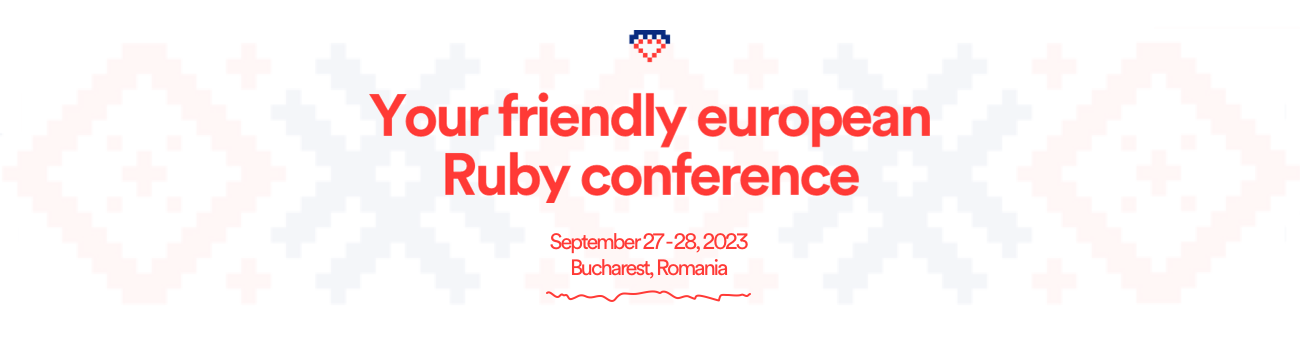 Your friendly european
Ruby conference
September 27 - 28, 2023
Bucharest, Romania